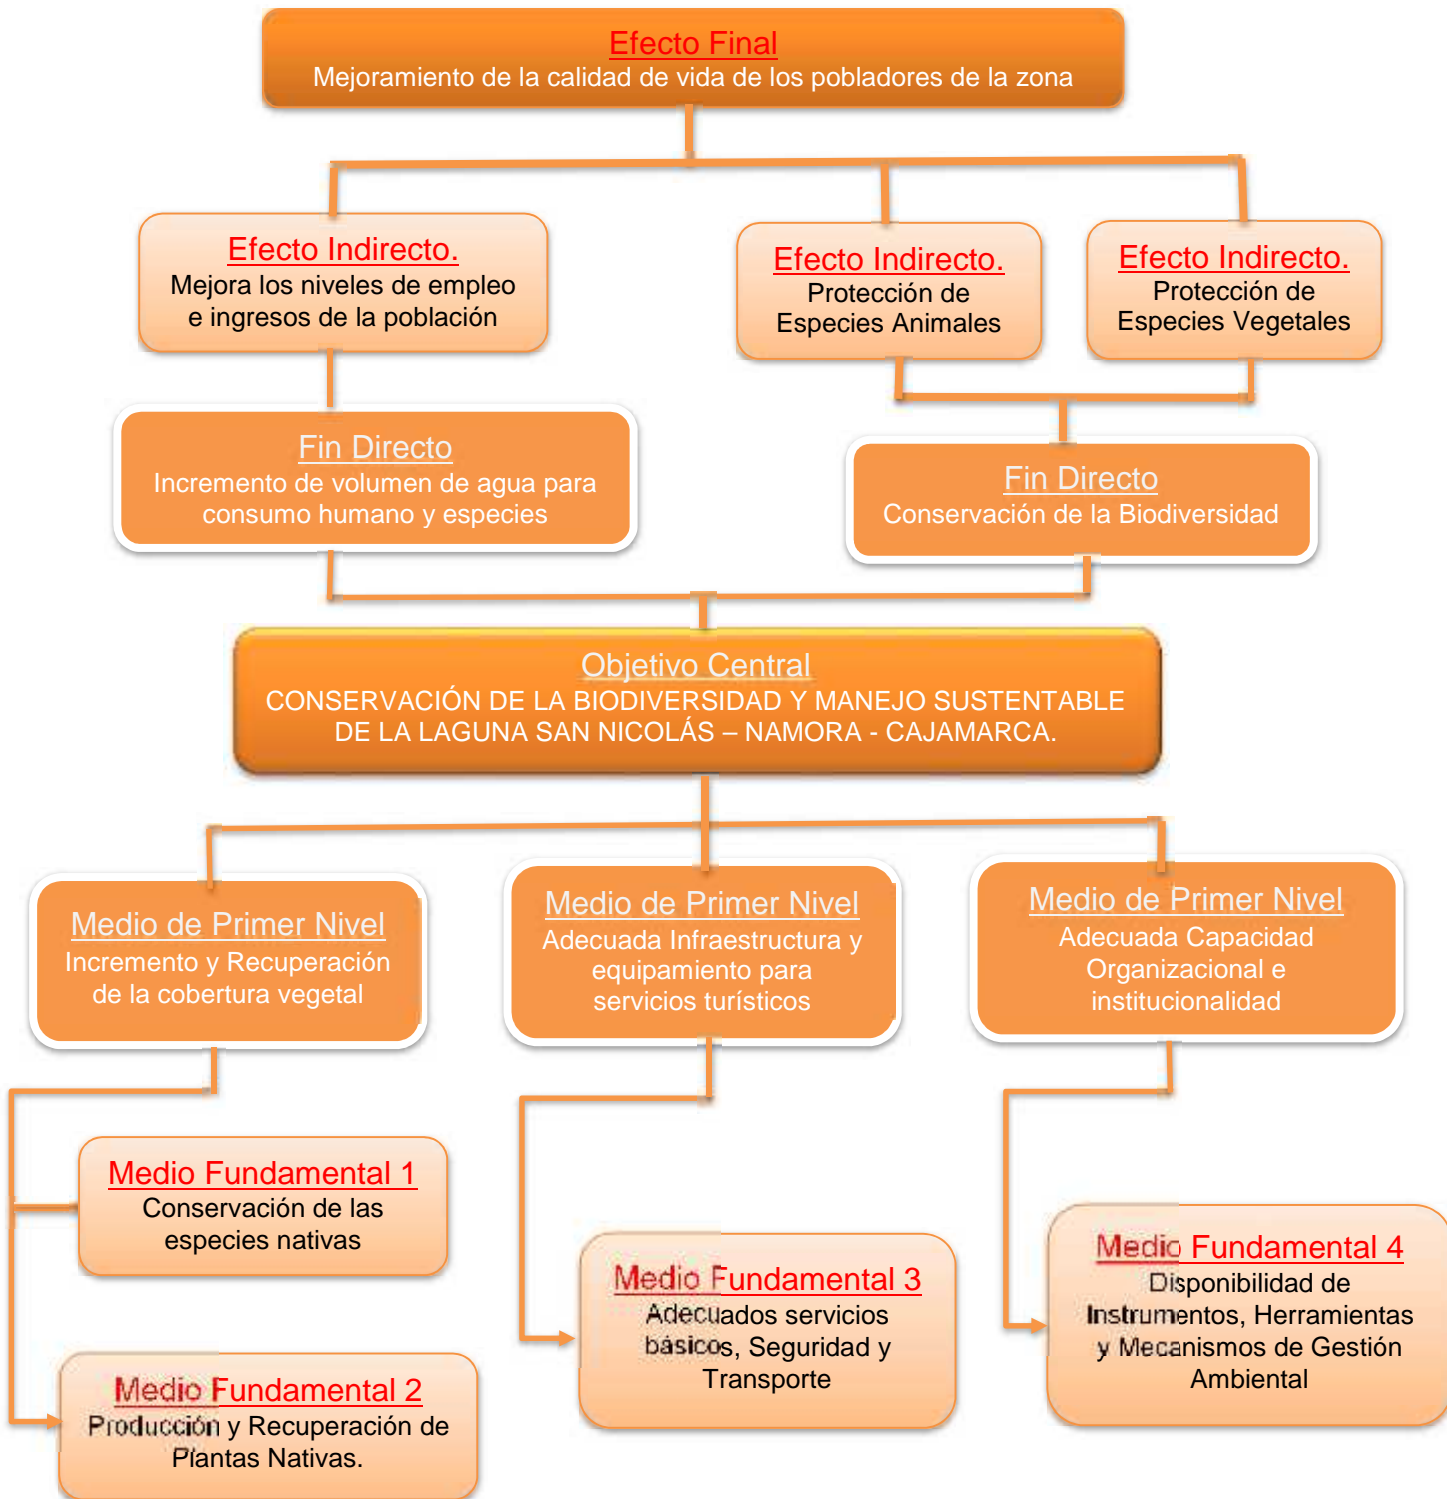 Efecto Final
Mejoramiento de la calidad de vida de los pobladores de la zona
Efecto Indirecto.
Mejora los niveles de empleo
e ingresos de la población
Efecto Indirecto.
Protección de
Especies Animales
Efecto Indirecto.
Protección de
Especies Vegetales
Fin Directo
Incremento de volumen de agua para
consumo humano y especies
Fin Directo
Conservación de la Biodiversidad
Objetivo Central
CONSERVACIÓN DE LA BIODIVERSIDAD Y MANEJO SUSTENTABLE
DE LA LAGUNA SAN NICOLÁS – NAMORA - CAJAMARCA.
Medio de Primer Nivel
Incremento y Recuperación
de la cobertura vegetal
Medio de Primer Nivel
Adecuada Infraestructura y
equipamiento para
servicios turísticos
Medio de Primer Nivel
Adecuada Capacidad
Organizacional e
institucionalidad
Medio Fundamental 1
Conservación de las
especies nativas
Medio Fundamental 2
Producción y Recuperación de
Plantas Nativas.
Medio Fundamental 3
Adecuados servicios
básicos, Seguridad y
Transporte
Medio Fundamental 4
Disponibilidad de
Instrumentos, Herramientas
y Mecanismos de Gestión
Ambiental